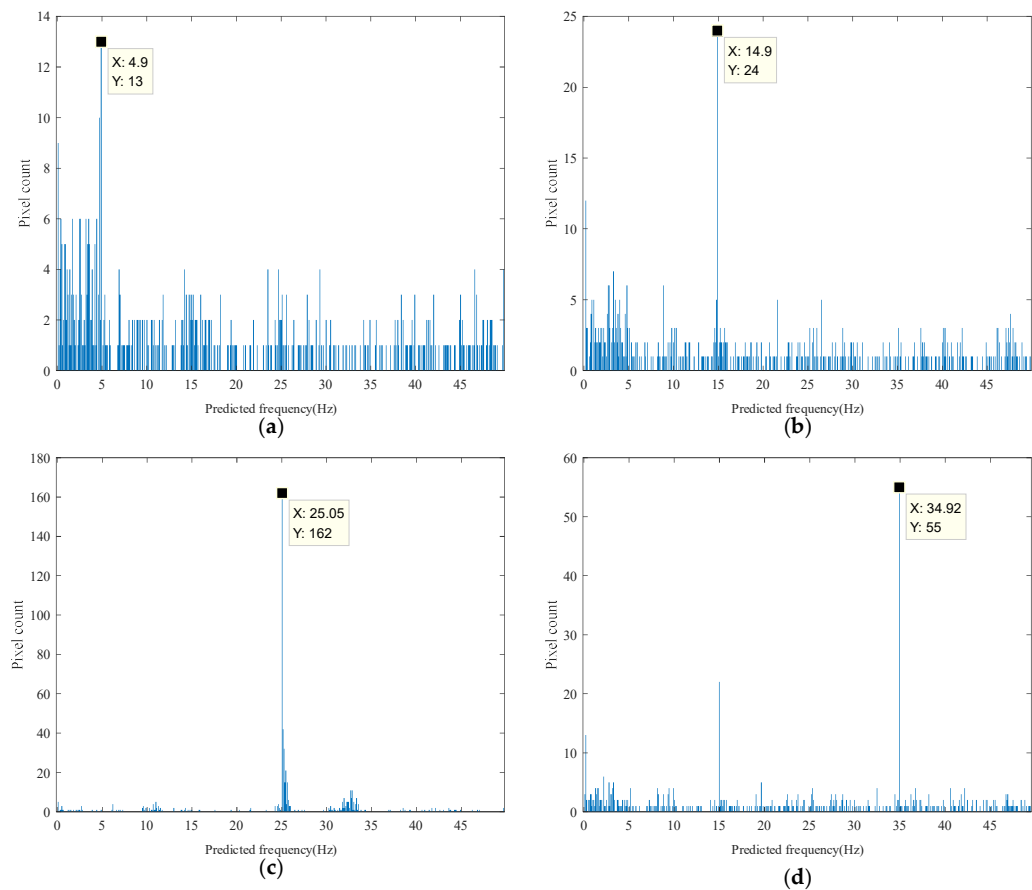 14
12
10
8
6
4
2
0
Pixel count
X: 4.9
Y: 13
0 5 10 15 20 25 30 35 40 45
Predicted frequency(Hz)
(a)
25
20
15
10
5
0
Pixel count
X: 14.9
Y: 24
0 5 10 15 20 25 30 35 40 45
Predicted frequency(Hz)
(b)
180
160
140
120
100
80
60
40
20
0
Pixel count
X: 25.05
Y: 162
0 5 10 15 20 25 30 35 40 45
Predicted frequency(Hz)
(c)
60
50
40
30
20
10
0
Pixel count
X: 34.92
Y: 55
0 5 10 15 20 25 30 35 40 45
Predicted frequency(Hz)
(d)